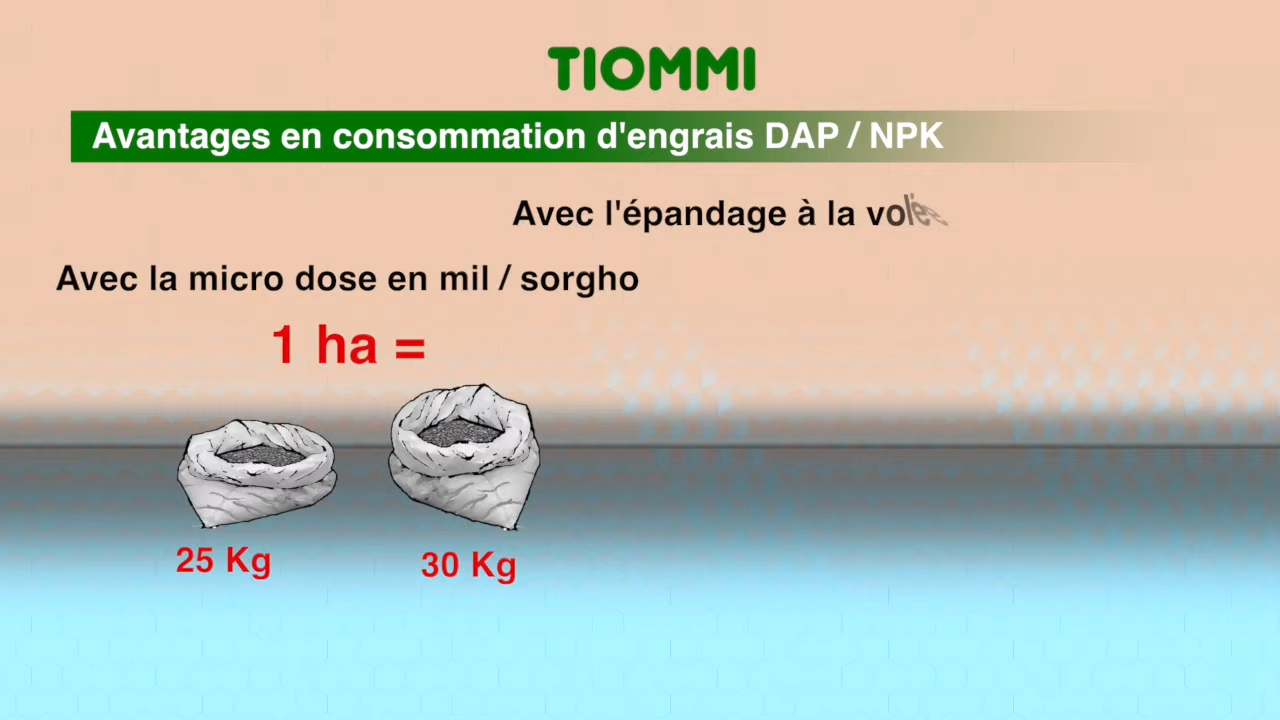 TIOMMI
Avantages en consommation d'engrais DAP / NPK
Avec l'épandage à la volée
Avec la micro dose en mil / sorgho
1 ha =
25 Kg
30 Kg